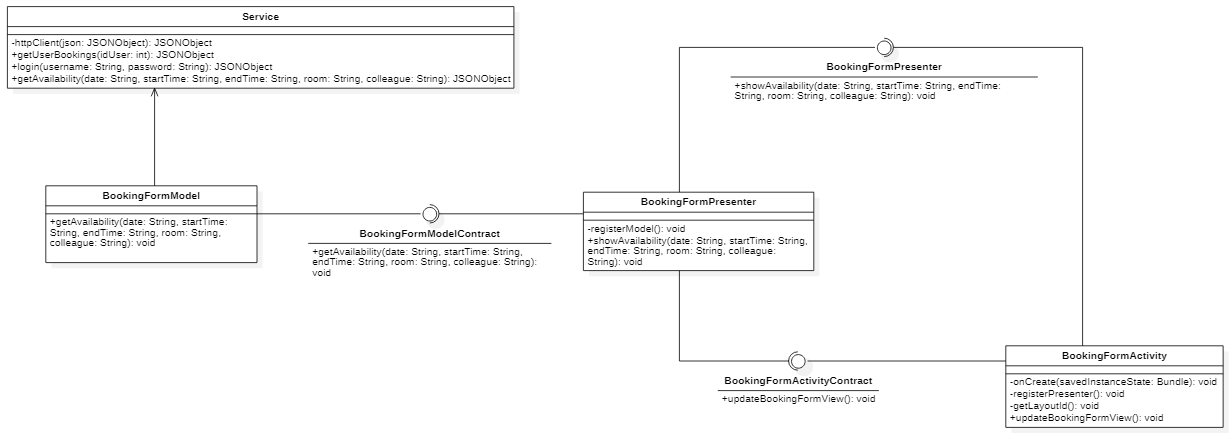 Service
-httpClient(json: JSONObject): JSONObject
+getUserBookings(idUser: int): JSONObject
+login(username: String, password: String): JSONObject
+getAvailability(date: String, startTime: String, endTime: String, room: String, colleague: String): JSONObject
BookingFormPresenter
+showAvailability(date: String, startTime: String, endTime:
String, room: String, colleague: String): void
BookingFormModel
+getAvailability(date: String, startTime:
String, endTime: String, room: String,
colleague: String): void
BookingFormModelContract
+getAvailability(date: String, startTime: String,
endTime: String, room: String, colleague: String):
void
BookingFormPresenter
-registerModel(): void
+showAvailability(date: String, startTime: String,
endTime: String, room: String, colleague:
String): void
BookingFormActivityContract
+updateBookingFormView(): void
BookingFormActivity
-onCreate(savedInstanceState: Bundle): void
-registerPresenter(): void
-getLayoutId(): void
+updateBookingFormView(): void